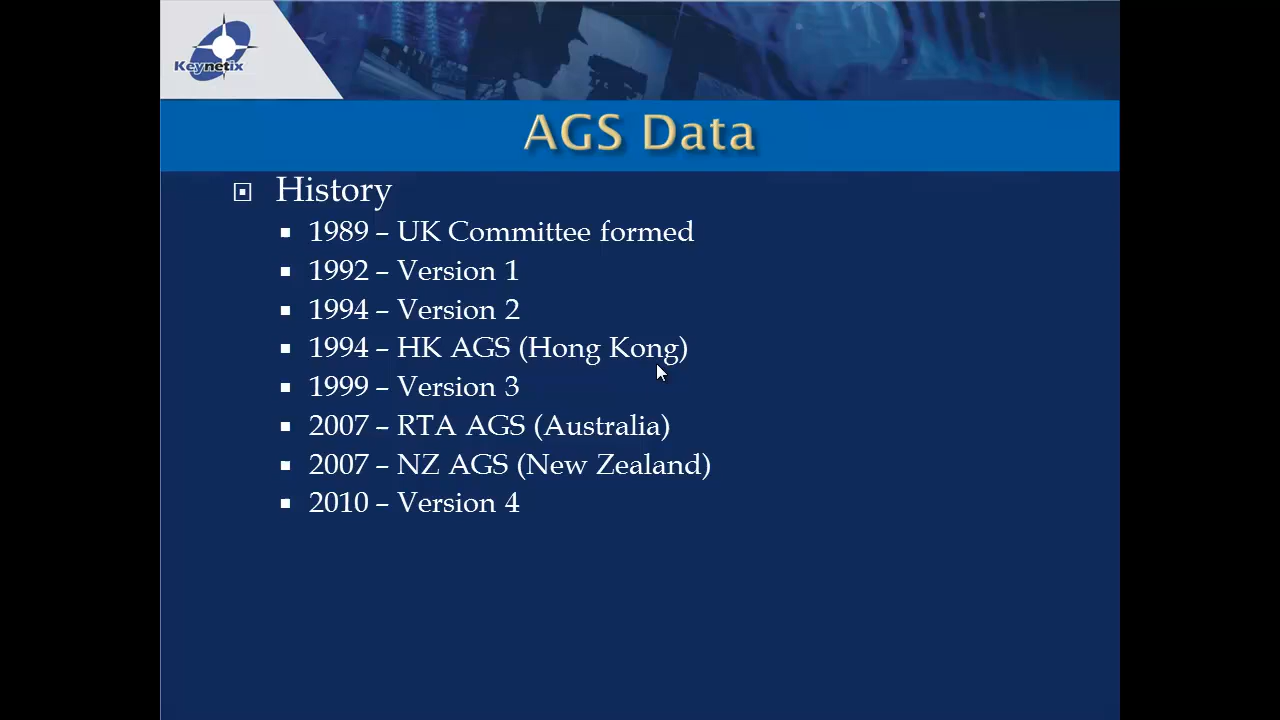 Keynetix
AGS Data
History
1989 – UK Committee formed
1992 – Version 1
1994 – Version 2
1994 – HK AGS (Hong Kong)
1999 – Version 3
2007 – RTA AGS (Australia)
2007 – NZ AGS (New Zealand)
2010 – Version 4